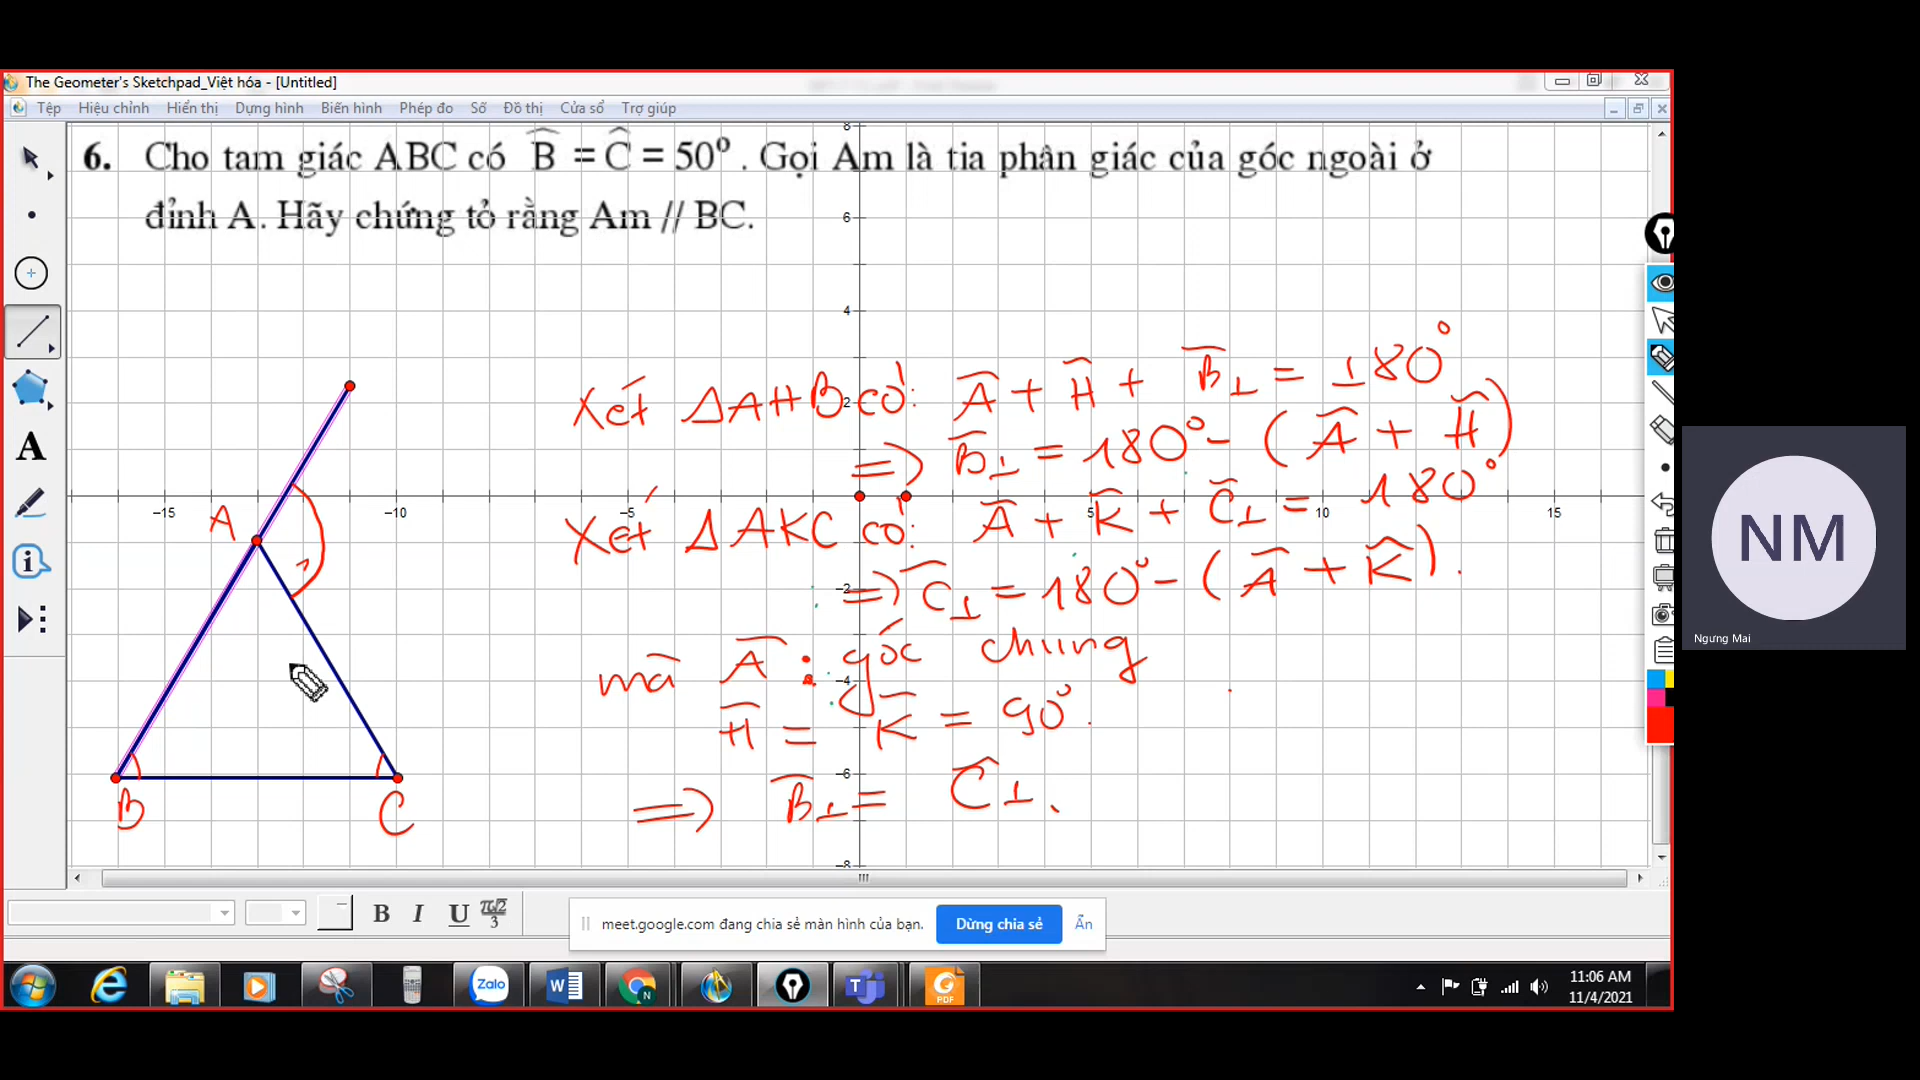 The Geometer's Sketchpad_Việt hóa - [Untitled]
Tệp Hiệu chỉnh Hiển thị Dựng hình Biến hình Phép đo Số Đồ thị Cửa sổ Trợ giúp
6. Cho tam giác ABC có B̂ = Ĉ = 50⁰. Gọi Am là tia phân giác của góc ngoài ở
đỉnh A. Hãy chứng tỏ rằng Am // BC.
8
6
4
2
-2
-4
-6
-8
-15 -10 -5 5 10 15
A
?
B C
Xét ΔAHB có: Â + Ĥ + B̂₁ = 180°
=> B̂₁ = 180° - (Â + Ĥ)
Xét ΔAKC có: Â + K̂ + Ĉ₁ = 180°
=> Ĉ₁ = 180° - (Â + K̂).
mà Â : góc chung
Ĥ = K̂ = 90°.
=> B̂₁ = Ĉ₁.
A
B I U
meet.google.com đang chia sẻ màn hình của bạn. Dừng chia sẻ Ẩn
Zalo
W
N
PDF
11:06 AM
11/4/2021
NM
Ngưng Mai